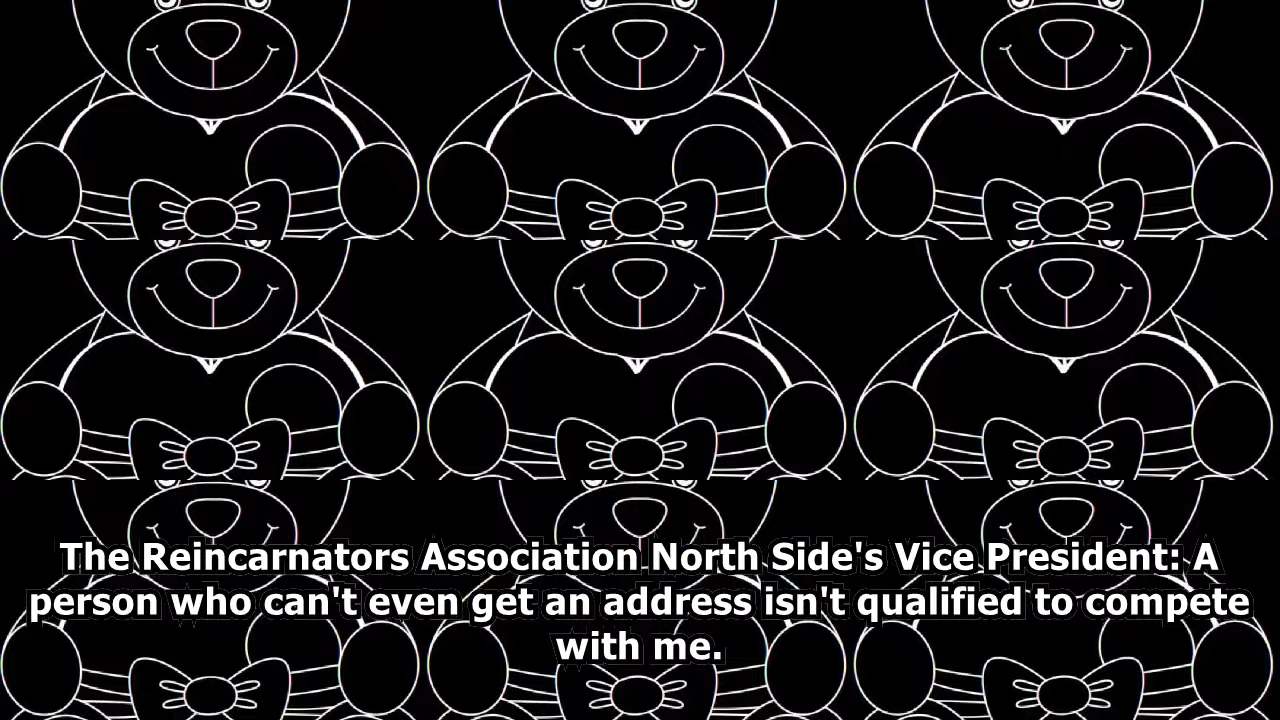 The Reincarnators Association North Side's Vice President: A
person who can't even get an address isn't qualified to compete
with me.